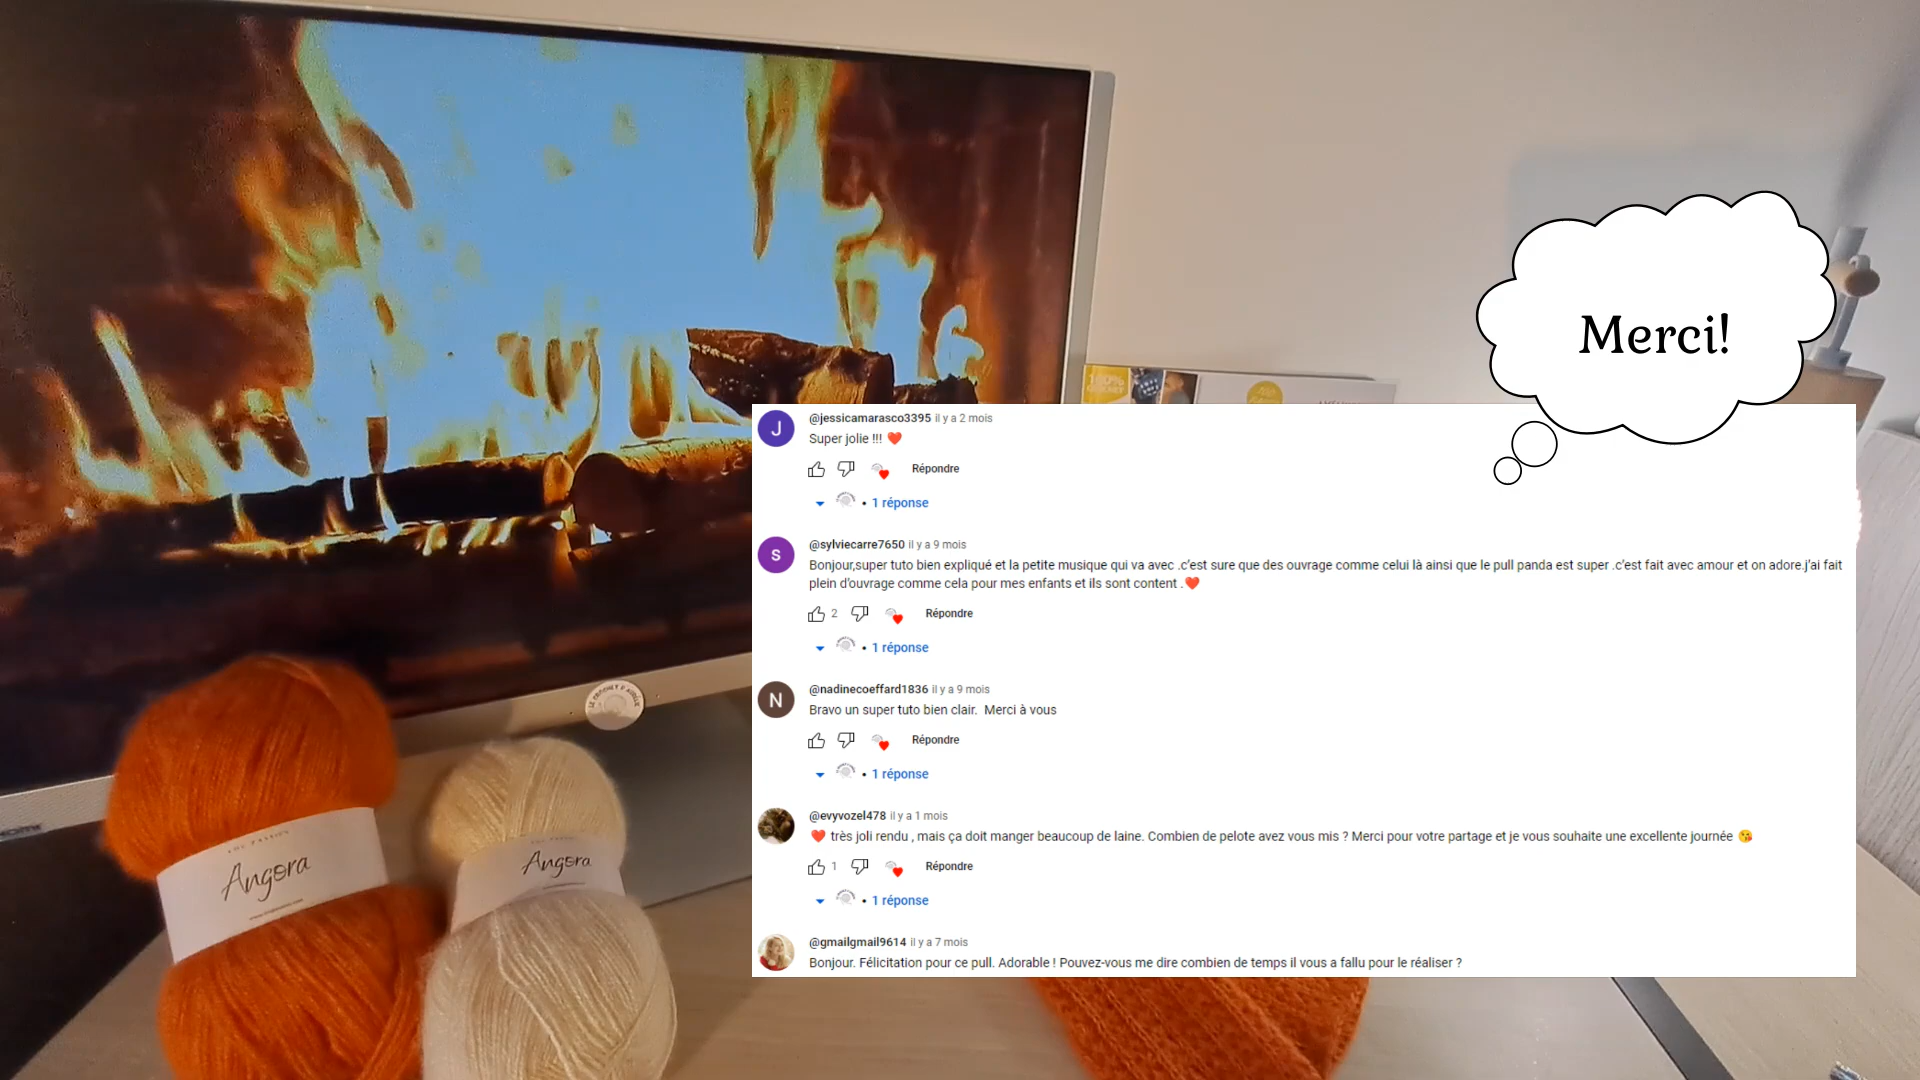 Merci!
100%
@jessicamarasco3395 il y a 2 mois
Super jolie !!! ❤️
Répondre
• 1 réponse
@sylviecarre7650 il y a 9 mois
Bonjour,super tuto bien expliqué et la petite musique qui va avec .c'est sure que des ouvrage comme celui là ainsi que le pull panda est super .c'est fait avec amour et on adore.j'ai fait
plein d'ouvrage comme cela pour mes enfants et ils sont content .❤️
2 Répondre
• 1 réponse
@nadinecoeffard1836 il y a 9 mois
Bravo un super tuto bien clair.  Merci à vous
Répondre
• 1 réponse
@evyvozel478 il y a 1 mois
❤️ très joli rendu , mais ça doit manger beaucoup de laine. Combien de pelote avez vous mis ? Merci pour votre partage et je vous souhaite une excellente journée 😘
1 Répondre
• 1 réponse
@gmailgmail9614 il y a 7 mois
Bonjour. Félicitation pour ce pull. Adorable ! Pouvez-vous me dire combien de temps il vous a fallu pour le réaliser ?
J
S
N
LE CROCHET D'AURÉLIE
Angora
Angora